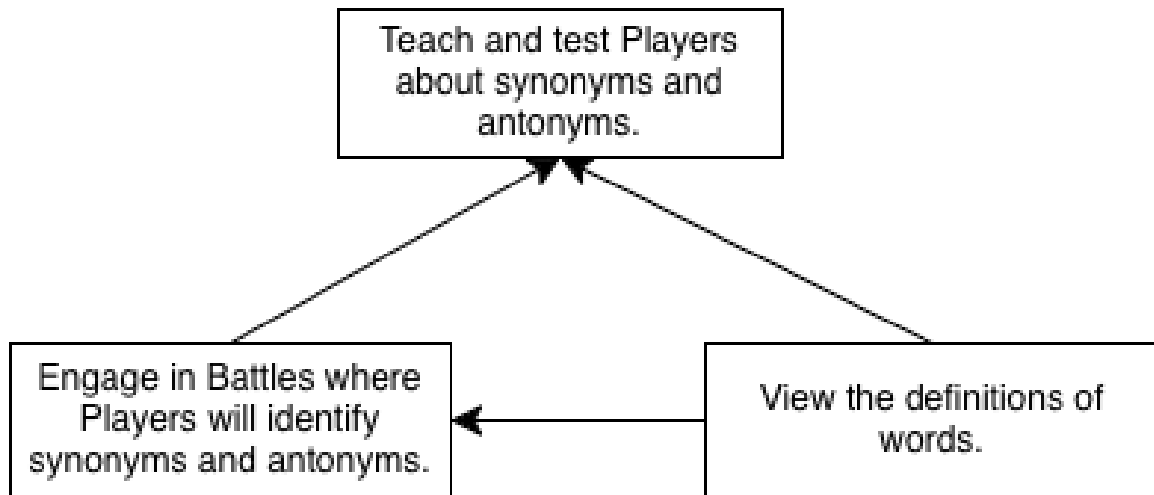 Teach and test Players
about synonyms and
antonyms.
Engage in Battles where
Players will identify
synonyms and antonyms.
View the definitions of
words.